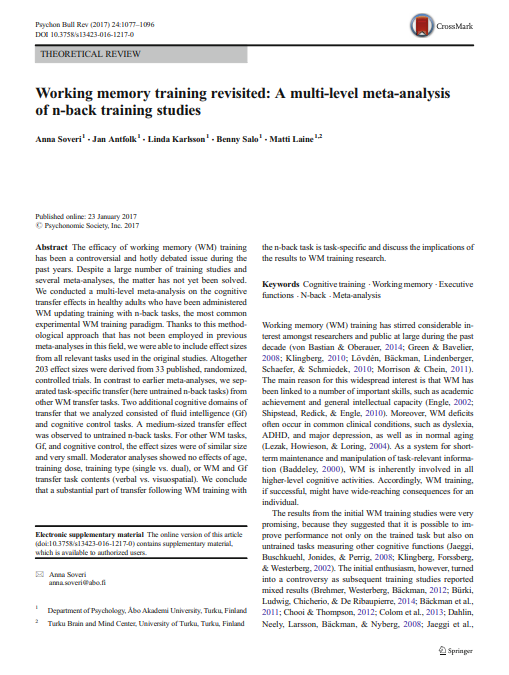 Psychon Bull Rev (2017) 24:1077–1096
DOI 10.3758/s13423-016-1217-0
CrossMark
THEORETICAL REVIEW
Working memory training revisited: A multi-level meta-analysis
of n-back training studies
Anna Soveri1 · Jan Antfolk1 · Linda Karlsson1 · Benny Salo1 · Matti Laine1,2
Published online: 23 January 2017
© Psychonomic Society, Inc. 2017
Abstract The efficacy of working memory (WM) training
has been a controversial and hotly debated issue during the
past years. Despite a large number of training studies and
several meta-analyses, the matter has not yet been solved.
We conducted a multi-level meta-analysis on the cognitive
transfer effects in healthy adults who have been administered
WM updating training with n-back tasks, the most common
experimental WM training paradigm. Thanks to this method-
ological approach that has not been employed in previous
meta-analyses in this field, we were able to include effect sizes
from all relevant tasks used in the original studies. Altogether
203 effect sizes were derived from 33 published, randomized,
controlled trials. In contrast to earlier meta-analyses, we sep-
arated task-specific transfer (here untrained n-back tasks) from
other WM transfer tasks. Two additional cognitive domains of
transfer that we analyzed consisted of fluid intelligence (Gf)
and cognitive control tasks. A medium-sized transfer effect
was observed to untrained n-back tasks. For other WM tasks,
Gf, and cognitive control, the effect sizes were of similar size
and very small. Moderator analyses showed no effects of age,
training dose, training type (single vs. dual), or WM and Gf
transfer task contents (verbal vs. visuospatial). We conclude
that a substantial part of transfer following WM training with
Electronic supplementary material The online version of this article
(doi:10.3758/s13423-016-1217-0) contains supplementary material,
which is available to authorized users.
Anna Soveri
anna.soveri@abo.fi
1 Department of Psychology, Åbo Akademi University, Turku, Finland
2 Turku Brain and Mind Center, University of Turku, Turku, Finland
the n-back task is task-specific and discuss the implications of
the results to WM training research.
Keywords Cognitive training · Working memory · Executive
functions · N-back · Meta-analysis
Working memory (WM) training has stirred considerable in-
terest amongst researchers and public at large during the past
decade (von Bastian & Oberauer, 2014; Green & Bavelier,
2008; Klingberg, 2010; Lövdén, Bäckman, Lindenberger,
Schaefer, & Schmiedek, 2010; Morrison & Chein, 2011).
The main reason for this widespread interest is that WM has
been linked to a number of important skills, such as academic
achievement and general intellectual capacity (Engle, 2002;
Shipstead, Redick, & Engle, 2010). Moreover, WM deficits
often occur in common clinical conditions, such as dyslexia,
ADHD, and major depression, as well as in normal aging
(Lezak, Howieson, & Loring, 2004). As a system for short-
term maintenance and manipulation of task-relevant informa-
tion (Baddeley, 2000), WM is inherently involved in all
higher-level cognitive activities. Accordingly, WM training,
if successful, might have wide-reaching consequences for an
individual.
The results from the initial WM training studies were very
promising, because they suggested that it is possible to im-
prove performance not only on the trained task but also on
untrained tasks measuring other cognitive functions (Jaeggi,
Buschkuehl, Jonides, & Perrig, 2008; Klingberg, Forssberg,
& Westerberg, 2002). The initial enthusiasm, however, turned
into a controversy as subsequent training studies reported
mixed results (Brehmer, Westerberg, Bäckman, 2012; Bürki,
Ludwig, Chicherio, & De Ribaupierre, 2014; Bäckman et al.,
2011; Chooi & Thompson, 2012; Colom et al., 2013; Dahlin,
Neely, Larsson, Bäckman, & Nyberg, 2008; Jaeggi et al.,
Springer